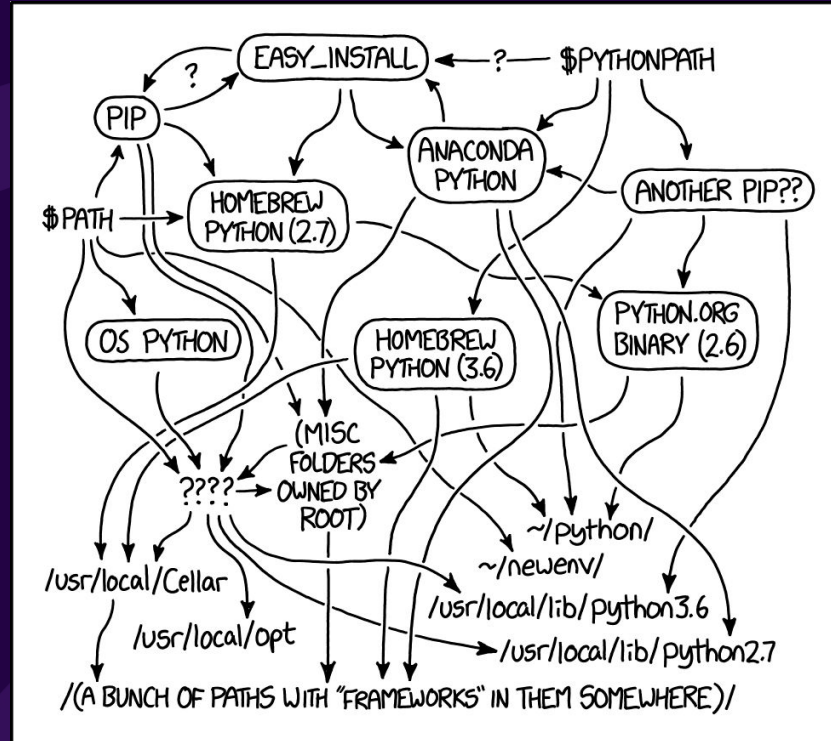 EASY_INSTALL
?
$PYTHONPATH
?
PIP
ANACONDA
PYTHON
ANOTHER PIP??
HOMEBREW
PYTHON (2.7)
$PATH
OS PYTHON
HOMEBREW
PYTHON (3.6)
PYTHON.ORG
BINARY (2.6)
(MISC
FOLDERS
OWNED BY
ROOT)
????
~/python/
~/newenv/
/usr/local/Cellar
/usr/local/lib/python3.6
/usr/local/opt
/usr/local/lib/python2.7
/(A BUNCH OF PATHS WITH "FRAMEWORKS" IN THEM SOMEWHERE)/